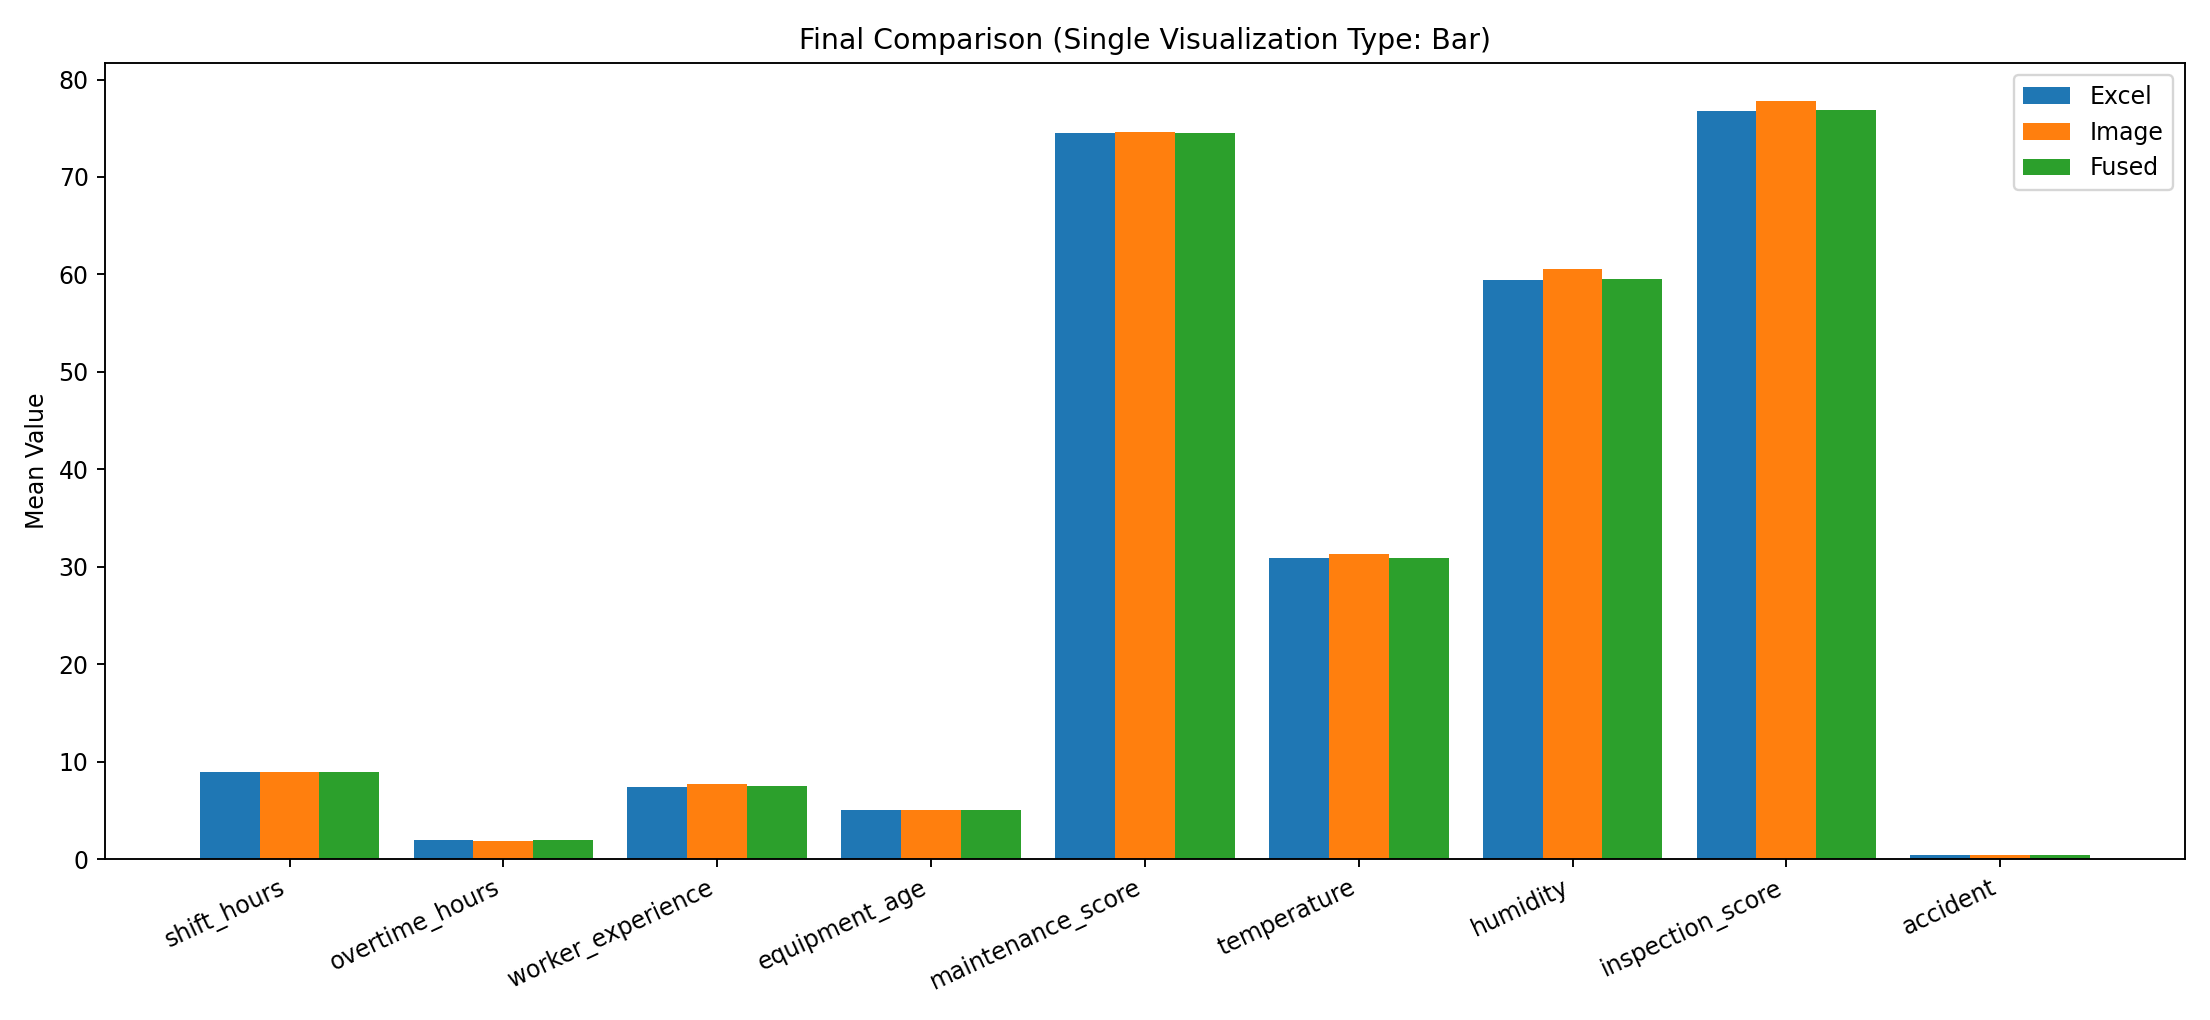 Final Comparison (Single Visualization Type: Bar)
Excel
Image
Fused
Mean Value
80
70
60
50
40
30
20
10
0
shift_hours
overtime_hours
worker_experience
equipment_age
maintenance_score
temperature
humidity
inspection_score
accident